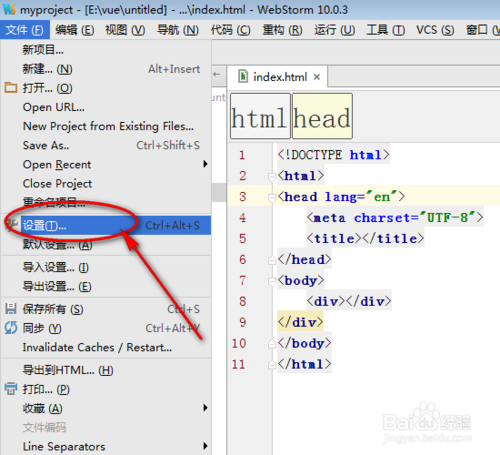 myproject - [E:\vue\untitled] - ...\index.html - WebStorm 10.0.3
文件(F) 编辑(E) 视图(V) 导航(N) 代码(C) 重构(R) 运行(U) 工具(T) VCS(S) 窗口(
新项目...
新建... (N) Alt+Insert
打开... (O)
Open URL...
New Project from Existing Files...
Save As.. Ctrl+Shift+S
Open Recent
Close Project
重命名项目...
设置(T)... Ctrl+Alt+S
默认设置... (A)
导入设置... (I)
导出设置... (E)
保存所有 (S) Ctrl+S
同步 (Y) Ctrl+Alt+Y
Invalidate Caches / Restart...
导出到HTML... (H)
打印... (P)
收藏 (A)
文件编码
Line Separators
index.html
html head
1 <!DOCTYPE html>
2 <html>
3 <head lang="en">
4 <meta charset="UTF-8">
5 <title></title>
6 </head>
7 <body>
8 <div></div>
9 </div>
10 </body>
11 </html>
Baidu 经验
jingyan.baidu.com